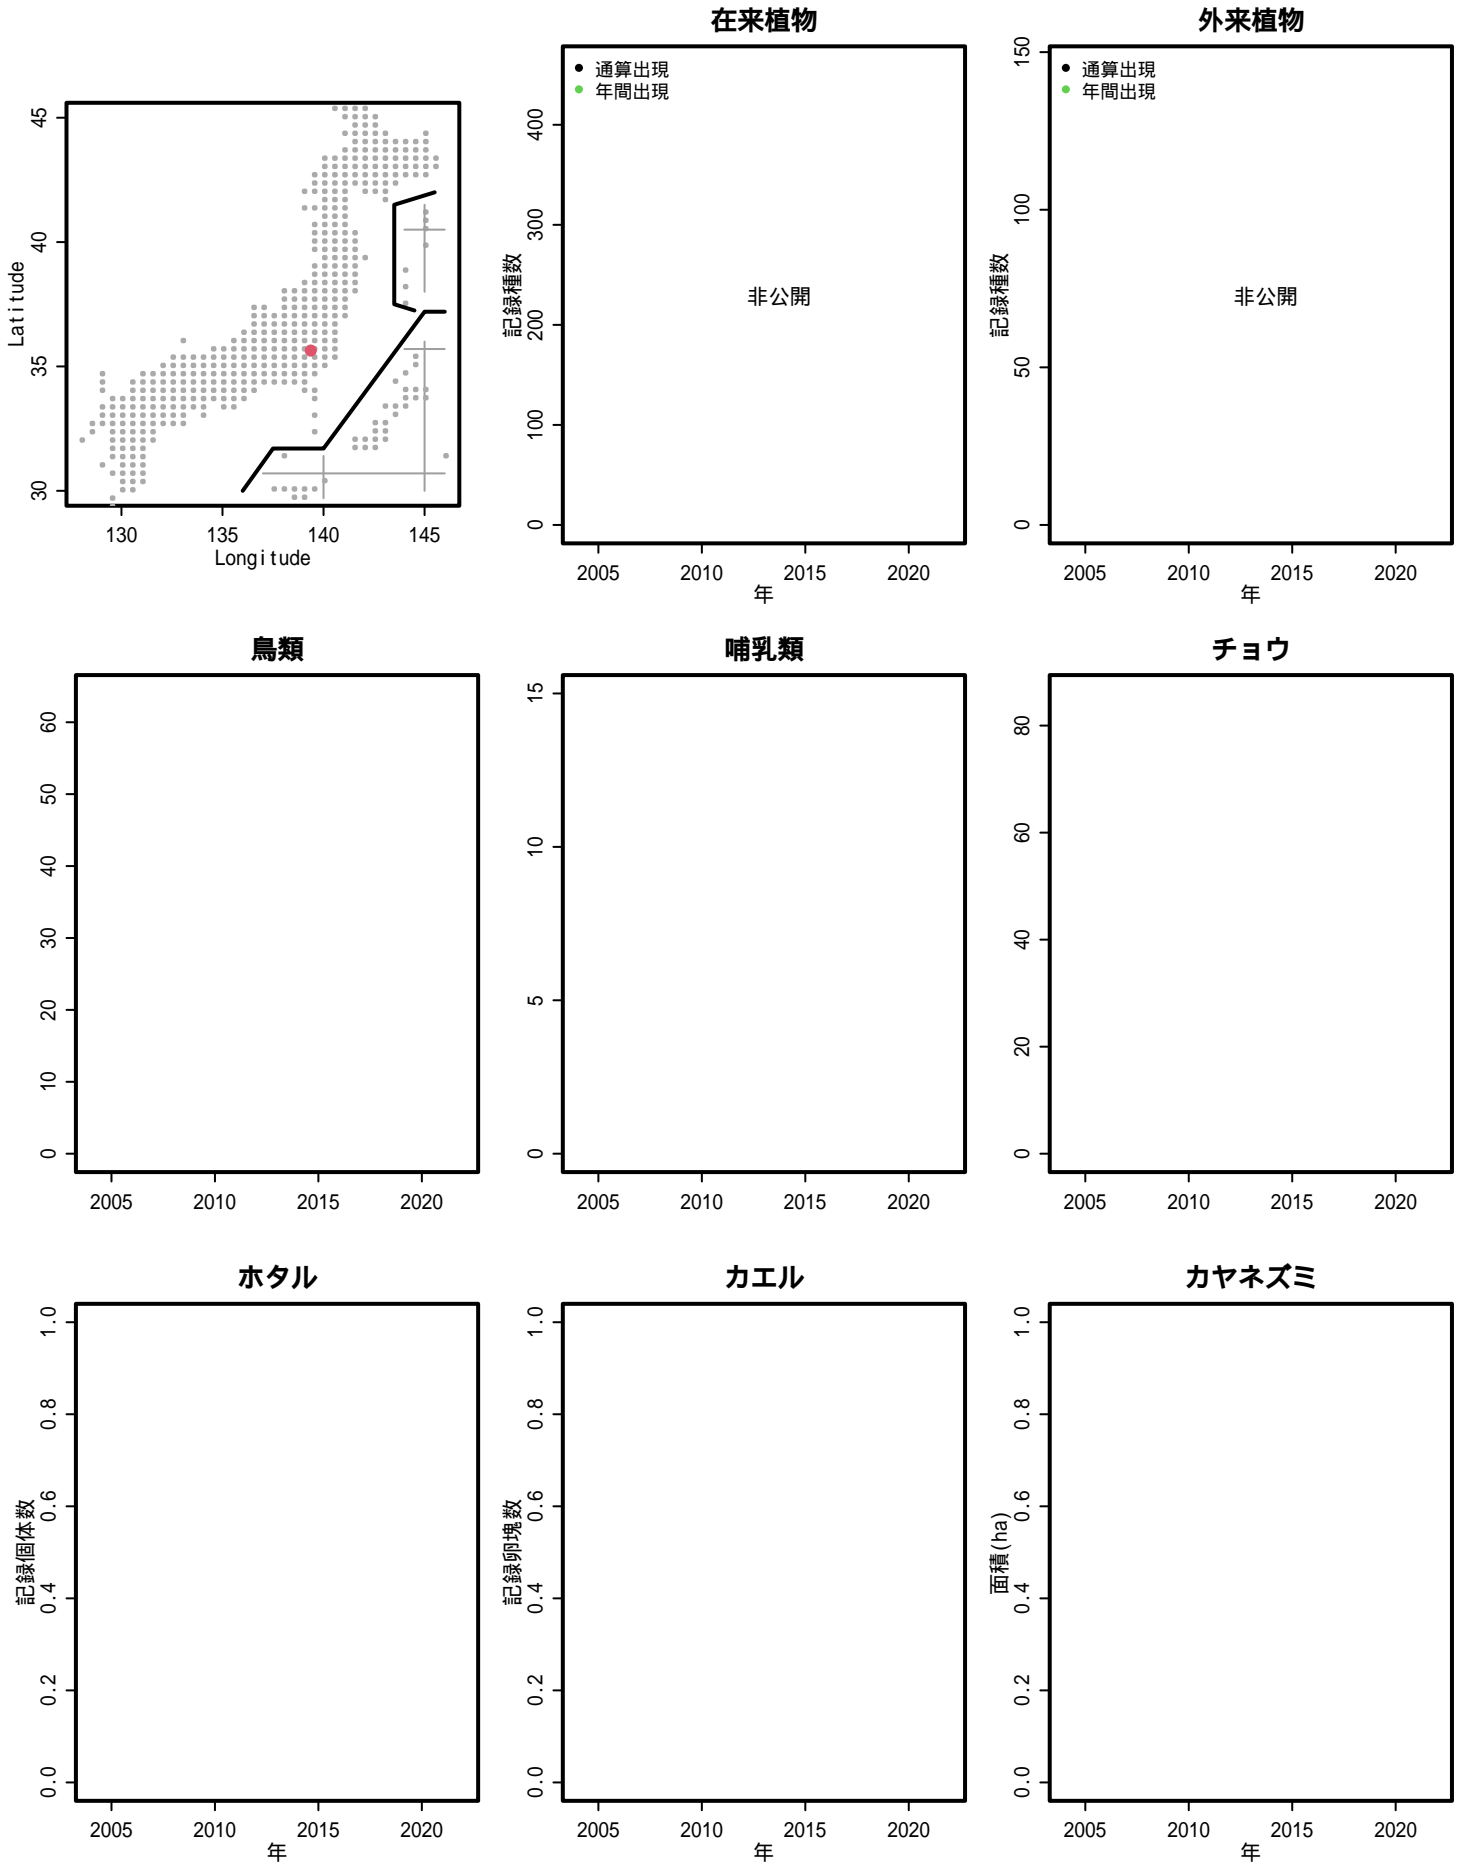 45
40
35
30
Latitude
130 135 140 145
Longitude
在来植物
通算出現
年間出現
400
300
200
100
0
記録種数
非公開
2005 2010 2015 2020
年
外来植物
通算出現
年間出現
150
100
50
0
記録種数
非公開
2005 2010 2015 2020
年
鳥類
60
50
40
30
20
10
0
2005 2010 2015 2020
哺乳類
15
10
5
0
2005 2010 2015 2020
チョウ
80
60
40
20
0
2005 2010 2015 2020
ホタル
1.0
0.8
0.6
0.4
0.2
0.0
記録個体数
2005 2010 2015 2020
年
カエル
1.0
0.8
0.6
0.4
0.2
0.0
記録卵塊数
2005 2010 2015 2020
年
カヤネズミ
1.0
0.8
0.6
0.4
0.2
0.0
面積(ha)
2005 2010 2015 2020
年